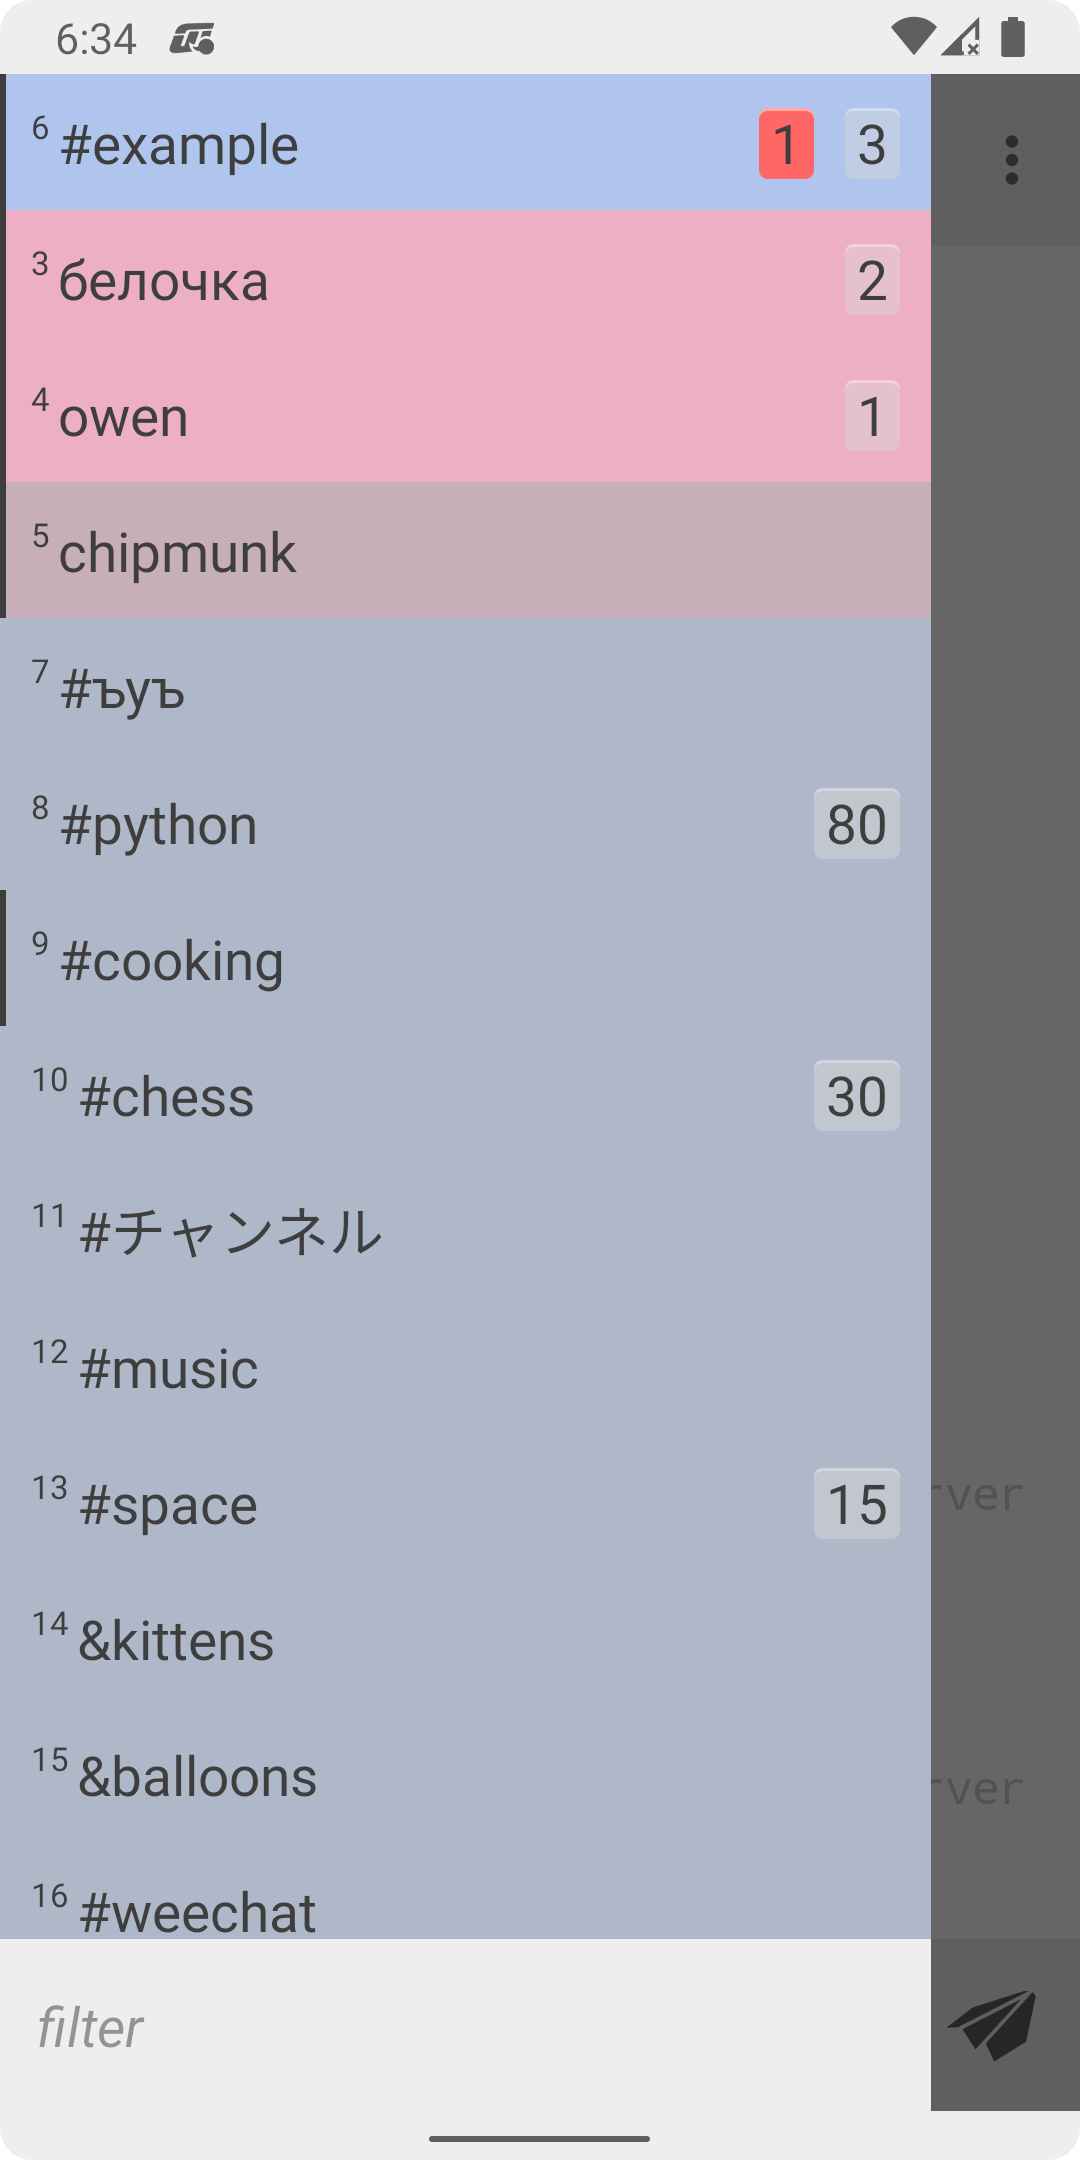 6:34
6 #example 1 3
3 белочка 2
4 owen 1
5 chipmunk
7 #ъуъ
8 #python 80
9 #cooking
10 #chess 30
11 #チャンネル
12 #music
13 #space 15
rver
14 &kittens
15 &balloons
rver
16 #weechat
filter